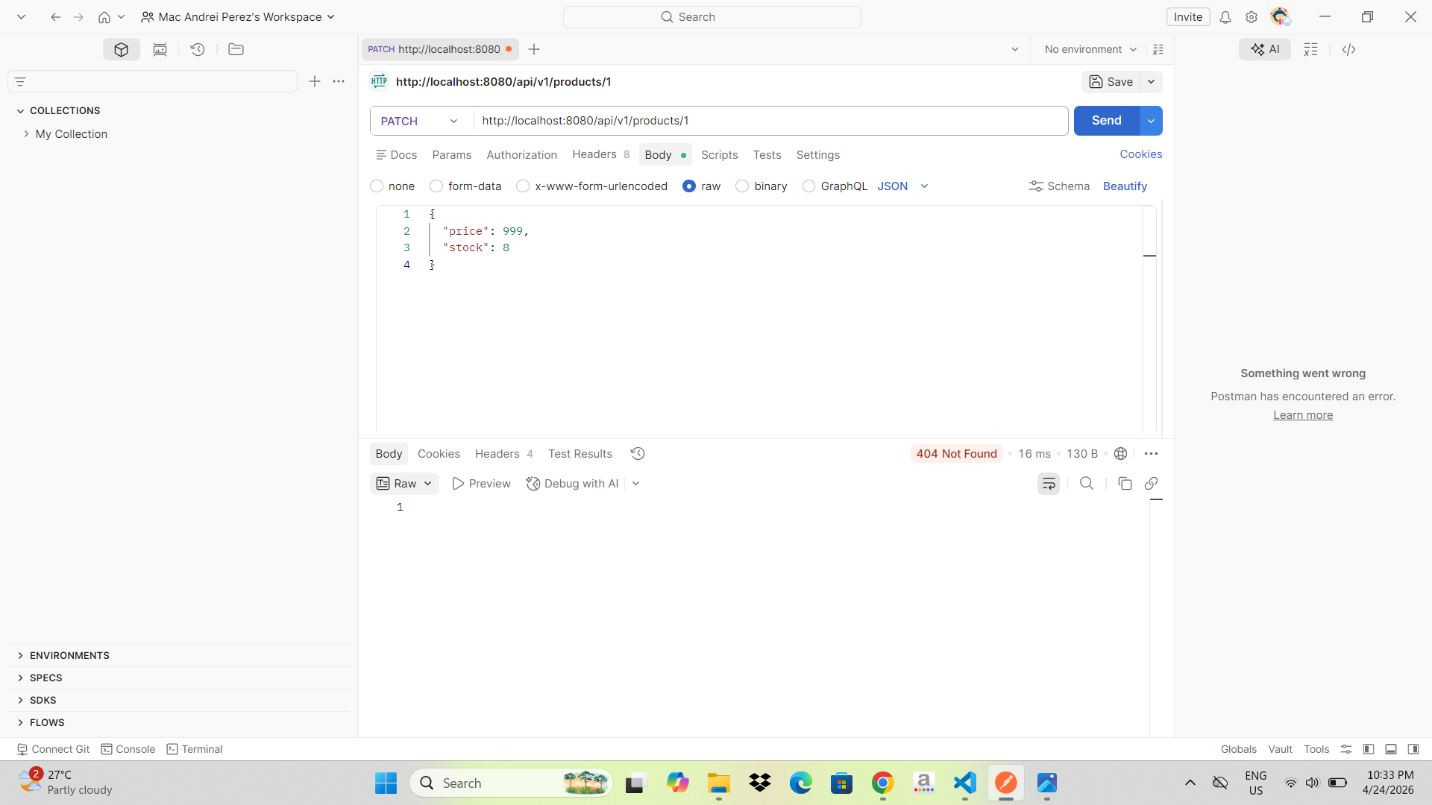 Mac Andrei Perez's Workspace
Search
Invite
PATCH http://localhost:8080
No environment
AI
HTTP http://localhost:8080/api/v1/products/1
Save
COLLECTIONS
My Collection
PATCH
http://localhost:8080/api/v1/products/1
Send
Docs Params Authorization Headers 8 Body Scripts Tests Settings
Cookies
none form-data x-www-form-urlencoded raw binary GraphQL JSON
Schema Beautify
1 {
2 "price": 999,
3 "stock": 8
4 }
Something went wrong
Postman has encountered an error.
Learn more
Body Cookies Headers 4 Test Results
404 Not Found • 16 ms • 130 B
Raw Preview Debug with AI
1
ENVIRONMENTS
SPECS
SDKS
FLOWS
Connect Git Console Terminal
Globals Vault Tools
2
27°C
Partly cloudy
Search
a
ENG
US
10:33 PM
4/24/2026